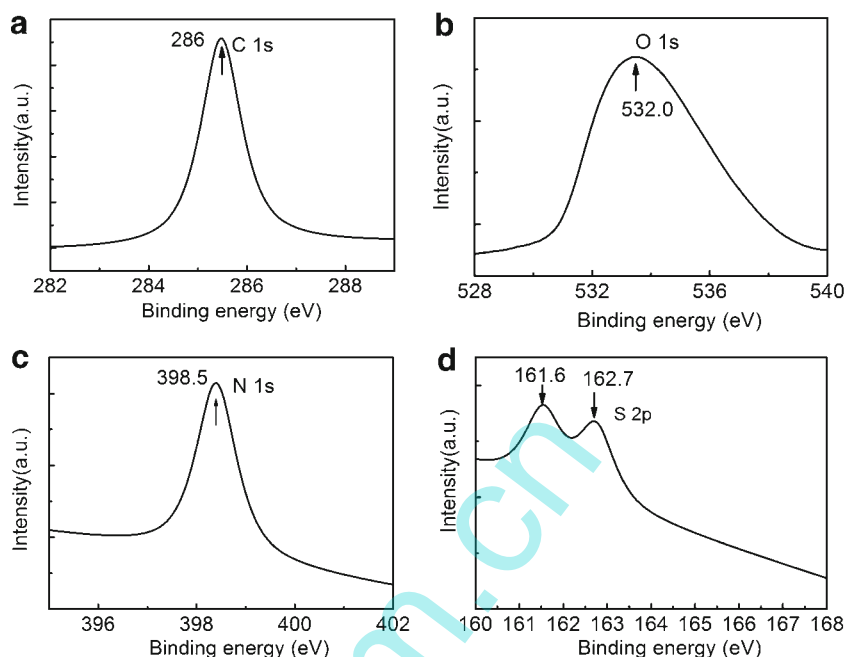 a
286
C 1s
Intensity(a.u.)
282 284 286 288
Binding energy (eV)
b
O 1s
532.0
Intensity(a.u.)
528 532 536 540
Binding energy (eV)
c
398.5
N 1s
Intensity(a.u.)
396 398 400 402
Binding energy (eV)
d
161.6 162.7
S 2p
Intensity(a.u.)
160 161 162 163 164 165 166 167 168
Binding energy (eV)
m.cn